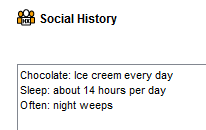 Social History
Chocolate: Ice creem every day
Sleep: about 14 hours per day
Often: night weeps